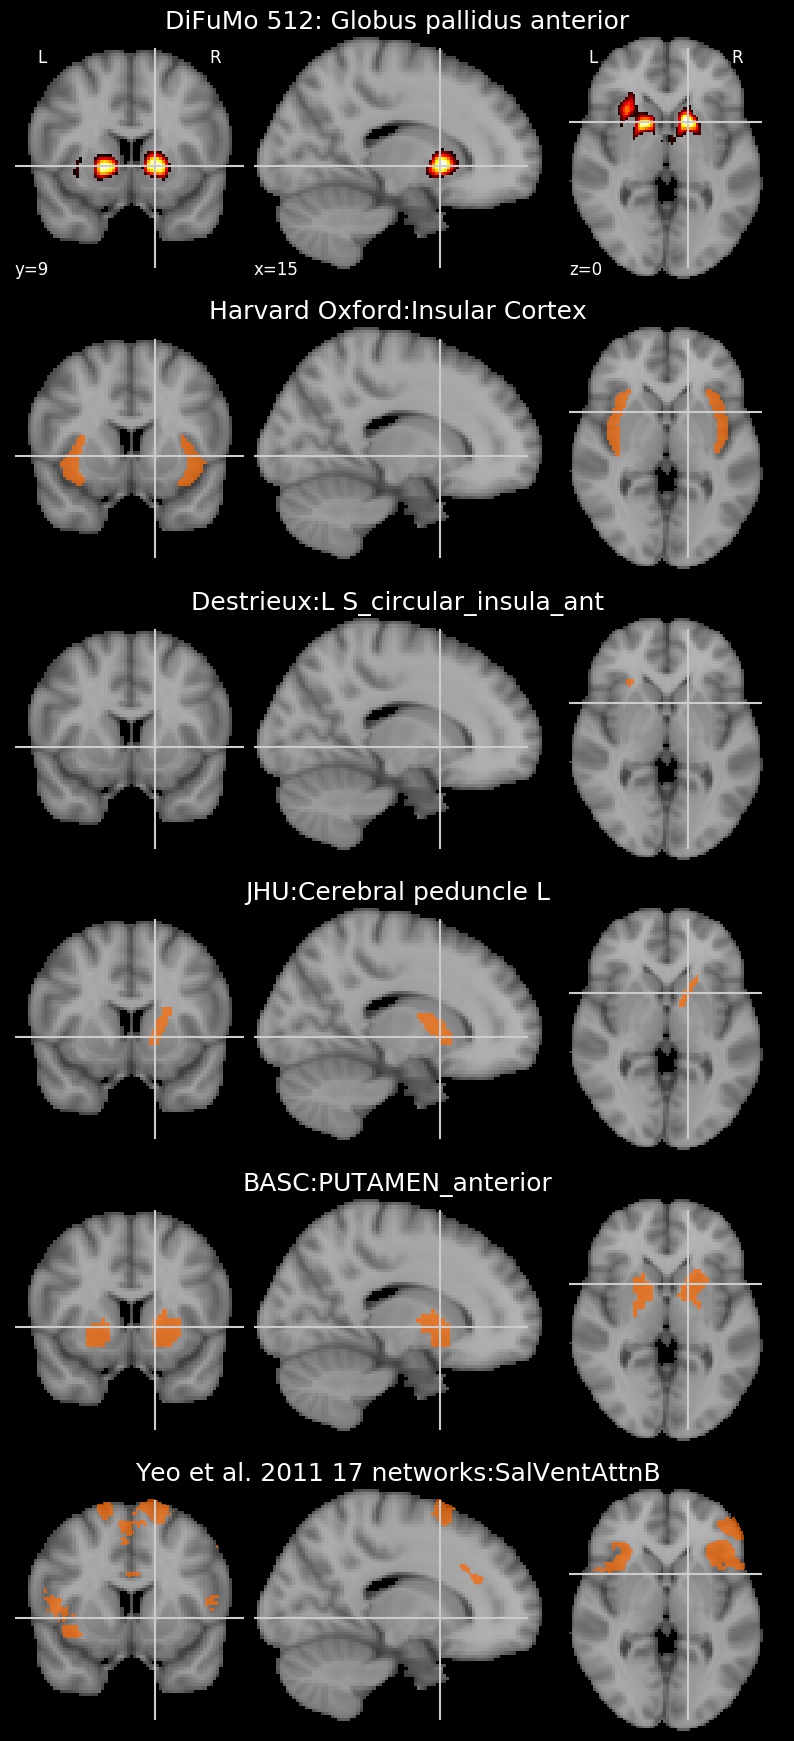 DiFuMo 512: Globus pallidus anterior
L R L R
y=9 x=15 z=0
Harvard Oxford:Insular Cortex
Destrieux:L S_circular_insula_ant
JHU:Cerebral peduncle L
BASC:PUTAMEN_anterior
Yeo et al. 2011 17 networks:SalVentAttnB